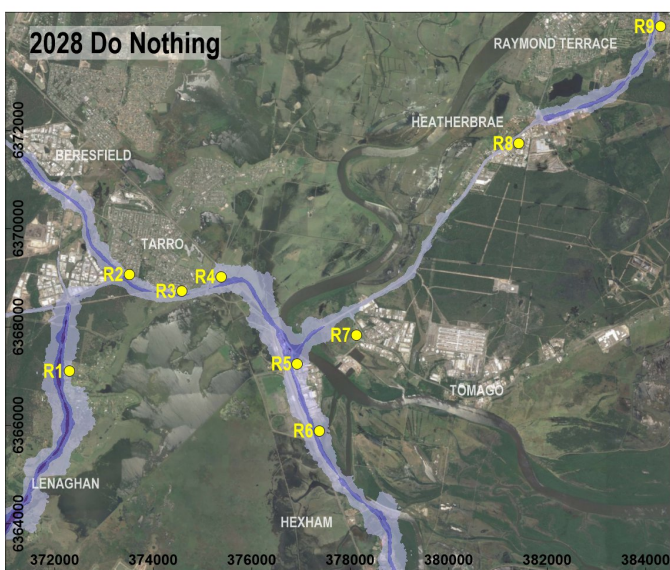 2028 Do Nothing
R9
RAYMOND TERRACE
HEATHERBRAE
R8
6372000
BERESFIELD
6370000
TARRO
R2
R4
R3
6368000
R7
R5
R1
TOMAGO
6366000
R6
LENAGHAN
6364000
HEXHAM
372000 374000 376000 378000 380000 382000 384000